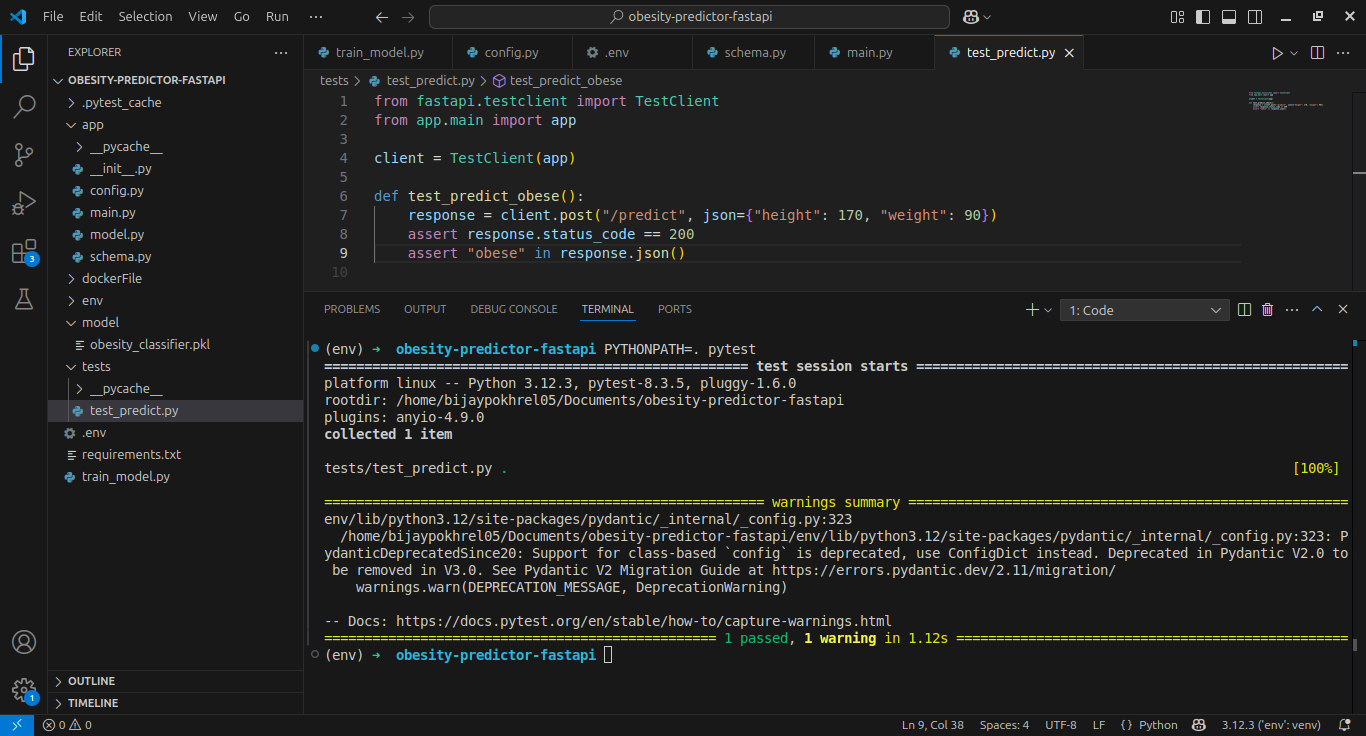 File Edit Selection View Go Run ··· obesity-predictor-fastapi
EXPLORER
OBESITY-PREDICTOR-FASTAPI
.pytest_cache
app
__pycache__
__init__.py
config.py
main.py
model.py
schema.py
dockerFile
env
model
obesity_classifier.pkl
tests
__pycache__
test_predict.py
.env
requirements.txt
train_model.py
OUTLINE
TIMELINE
3
1
train_model.py config.py .env schema.py main.py test_predict.py
tests > test_predict.py > test_predict_obese
1 from fastapi.testclient import TestClient
2 from app.main import app
3
4 client = TestClient(app)
5
6 def test_predict_obese():
7 response = client.post("/predict", json={"height": 170, "weight": 90})
8 assert response.status_code == 200
9 assert "obese" in response.json()
10
PROBLEMS OUTPUT DEBUG CONSOLE TERMINAL PORTS 1: Code
(env) ➜ obesity-predictor-fastapi PYTHONPATH=. pytest
===================================================== test session starts ======================================================
platform linux -- Python 3.12.3, pytest-8.3.5, pluggy-1.6.0
rootdir: /home/bijaypokhrel05/Documents/obesity-predictor-fastapi
plugins: anyio-4.9.0
collected 1 item
tests/test_predict.py . [100%]
======================================================= warnings summary =======================================================
env/lib/python3.12/site-packages/pydantic/_internal/_config.py:323
/home/bijaypokhrel05/Documents/obesity-predictor-fastapi/env/lib/python3.12/site-packages/pydantic/_internal/_config.py:323: P
ydanticDeprecatedSince20: Support for class-based `config` is deprecated, use ConfigDict instead. Deprecated in Pydantic V2.0 to
be removed in V3.0. See Pydantic V2 Migration Guide at https://errors.pydantic.dev/2.11/migration/
warnings.warn(DEPRECATION_MESSAGE, DeprecationWarning)
-- Docs: https://docs.pytest.org/en/stable/how-to/capture-warnings.html
================================================= 1 passed, 1 warning in 1.12s =================================================
(env) ➜ obesity-predictor-fastapi
0 0 Ln 9, Col 38 Spaces: 4 UTF-8 LF {} Python 3.12.3 ('env': venv)